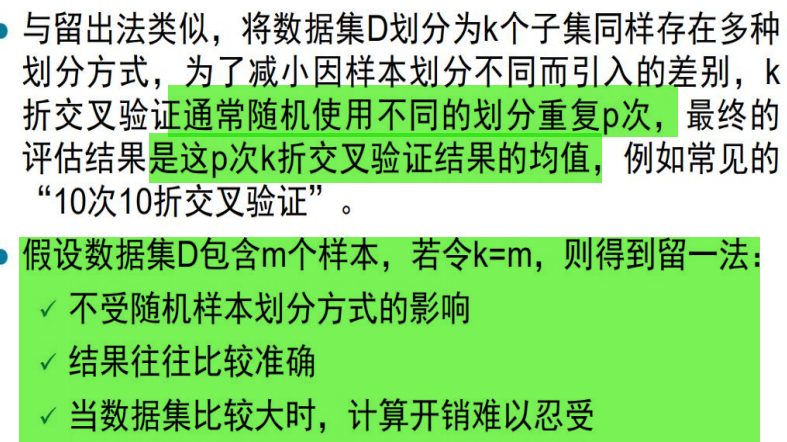 • 与留出法类似，将数据集D划分为k个子集同样存在多种
划分方式，为了减小因样本划分不同而引入的差别，k
折交叉验证通常随机使用不同的划分重复p次，最终的
评估结果是这p次k折交叉验证结果的均值，例如常见的
“10次10折交叉验证”。
• 假设数据集D包含m个样本，若令k=m，则得到留一法：
✓ 不受随机样本划分方式的影响
✓ 结果往往比较准确
✓ 当数据集比较大时，计算开销难以忍受